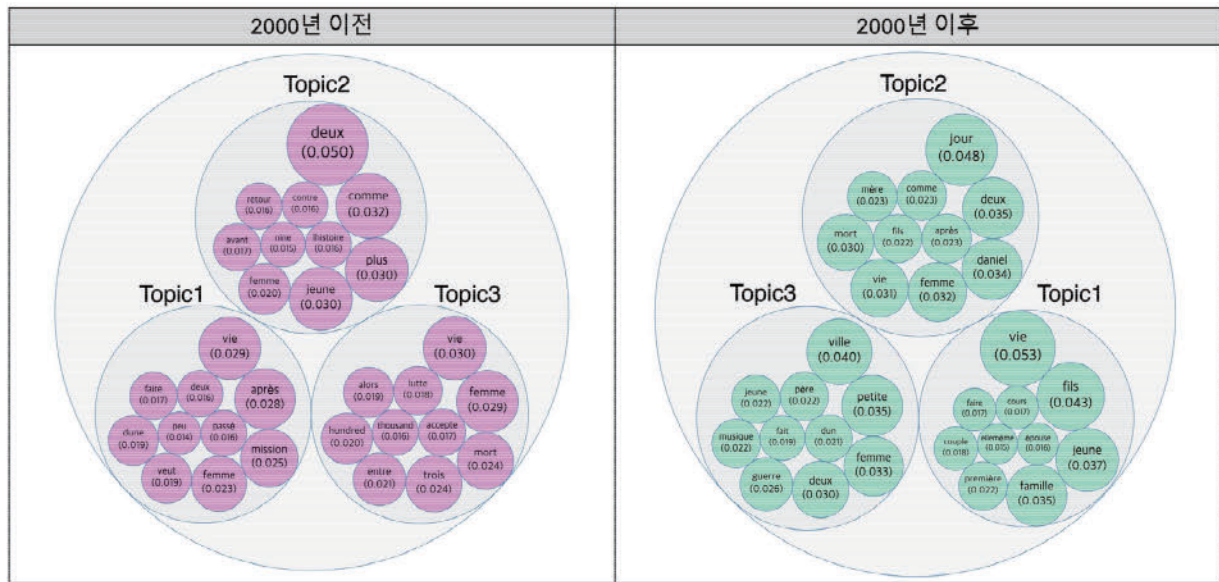 2000년 이전
2000년 이후
Topic2
deux
(0.050)
retour
(0.016)
contre
(0.016)
comme
(0.032)
avant
(0.017)
nine
(0.015)
lhistoire
(0.016)
plus
(0.030)
femme
(0.020)
jeune
(0.030)
Topic1
vie
(0.029)
faire
(0.017)
deux
(0.016)
après
(0.028)
dune
(0.019)
peu
(0.014)
passé
(0.016)
mission
(0.025)
veut
(0.019)
femme
(0.023)
Topic3
vie
(0.030)
alors
(0.019)
lutte
(0.018)
femme
(0.029)
hundred
(0.020)
thousand
(0.016)
accepte
(0.017)
mort
(0.024)
entre
(0.021)
trois
(0.024)
Topic2
jour
(0.048)
mère
(0.023)
comme
(0.023)
deux
(0.035)
mort
(0.030)
fils
(0.022)
après
(0.023)
daniel
(0.034)
vie
(0.031)
femme
(0.032)
Topic3
ville
(0.040)
jeune
(0.022)
père
(0.022)
petite
(0.035)
musique
(0.022)
fait
(0.019)
dun
(0.021)
femme
(0.033)
guerre
(0.026)
deux
(0.030)
Topic1
vie
(0.053)
faire
(0.017)
cours
(0.017)
fils
(0.043)
couple
(0.018)
(0.015)
(0.016)
jeune
(0.037)
première
(0.022)
famille
(0.035)